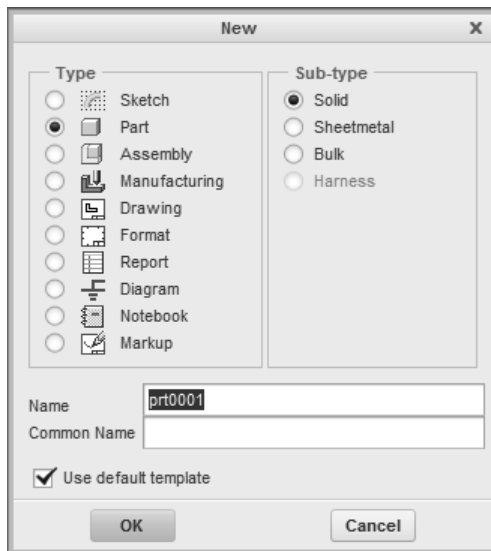 New
X
Type
Sketch
Part
Assembly
Manufacturing
Drawing
Format
Report
Diagram
Notebook
Markup
Sub-type
Solid
Sheetmetal
Bulk
Harness
Name prt0001
Common Name
Use default template
OK Cancel